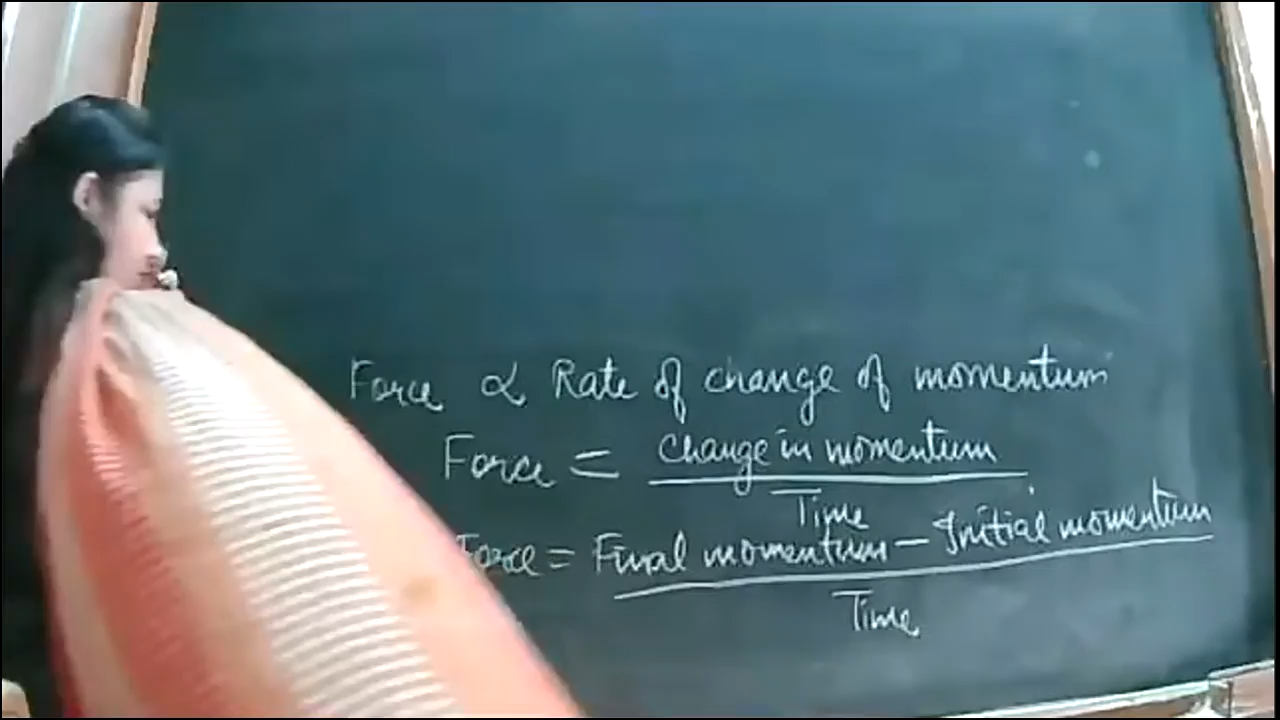 Force ∝ Rate of change of momentum
Force = Change in momentum
Time
Force = Final momentum – Initial momentum
Time